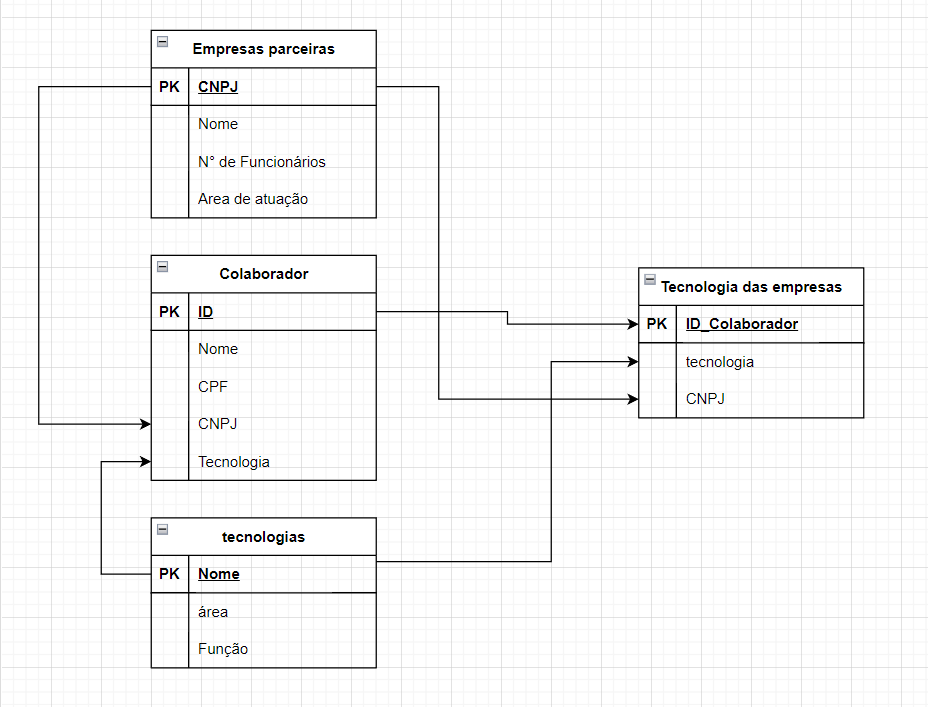 Empresas parceiras
PK CNPJ
Nome
N° de Funcionários
Area de atuação
Colaborador
PK ID
Nome
CPF
CNPJ
Tecnologia
tecnologias
PK Nome
área
Função
Tecnologia das empresas
PK ID_Colaborador
tecnologia
CNPJ